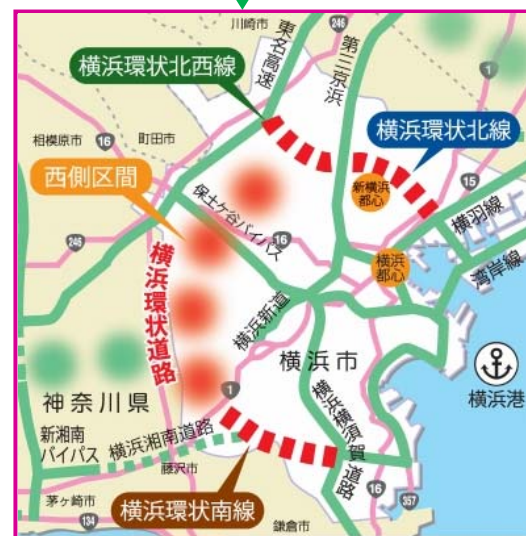 川崎市
東名高速
246
第三京浜
1
横浜環状北西線
相模原市
16
町田市
横浜環状北線
西側区間
新横浜
都心
15
保土ケ谷バイパス
16
横羽線
246
横浜
都心
湾岸線
横浜環状道路
横浜新道
横浜市
横浜港
1
神奈川県
横浜横須賀道路
新湘南
バイパス
横浜湘南道路
藤沢市
横浜環状南線
16
357
茅ヶ崎市
134
鎌倉市